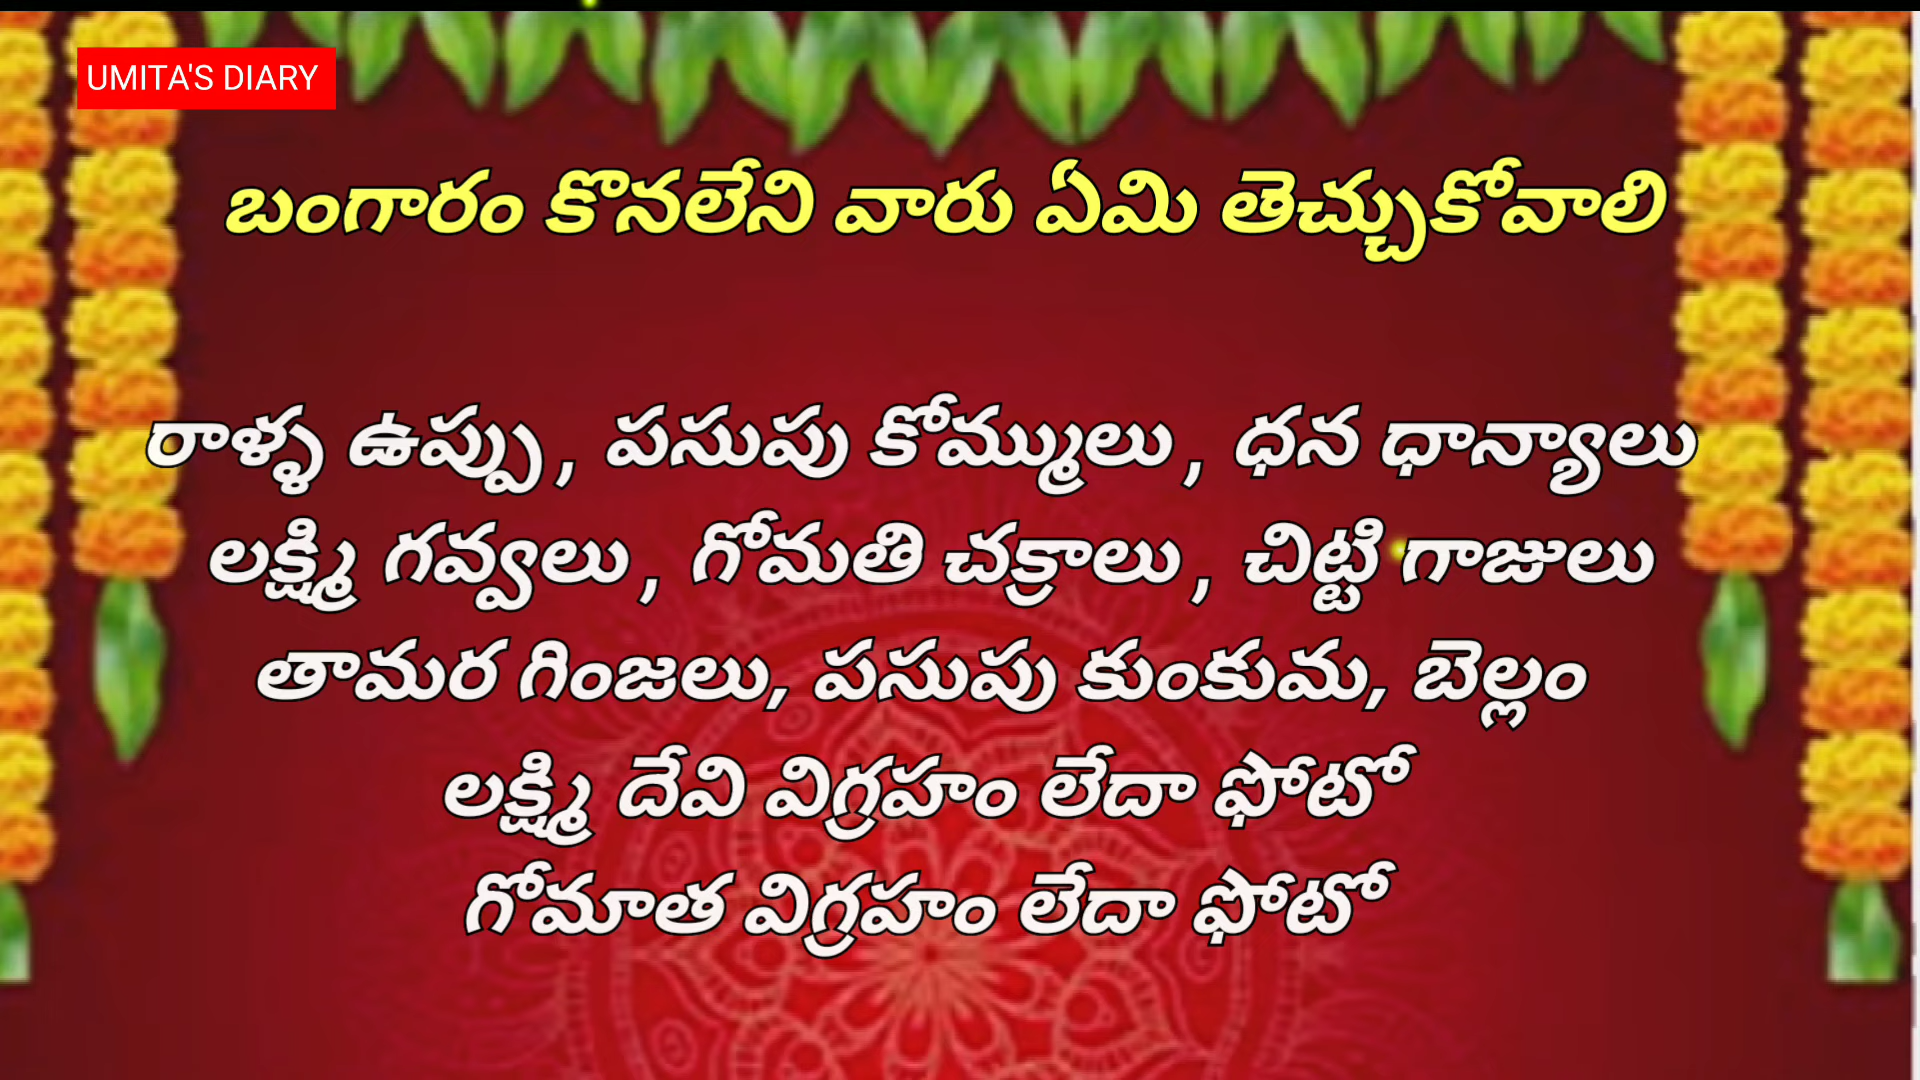 UMITA'S DIARY
బంగారం కొనలేని వారు ఏమి తెచ్చుకోవాలి
రాళ్ళ ఉప్పు , పసుపు కోమ్ములు , ధన ధాన్యాలు
లక్ష్మి గవ్వలు , గోమతి చక్రాలు , చిట్టి గాజులు
తామర గింజలు, పసుపు కుంకుమ, బెల్లం
లక్ష్మి దేవి విగ్రహం లేదా ఫోటో
గోమాత విగ్రహం లేదా ఫోటో